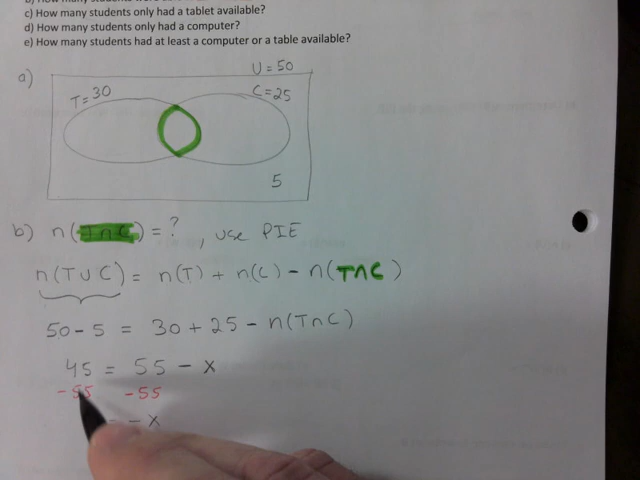 c) How many students only had a tablet available?
d) How many students only had a computer?
e) How many students had at least a computer or a table available?
a)
U = 50
T = 30
C = 25
5
b) n(T∩C) = ? , use PIE
n(T∪C) = n(T) + n(C) - n(T∩C)
50 - 5 = 30 + 25 - n(T∩C)
45 = 55 - x
-55 -55
- x